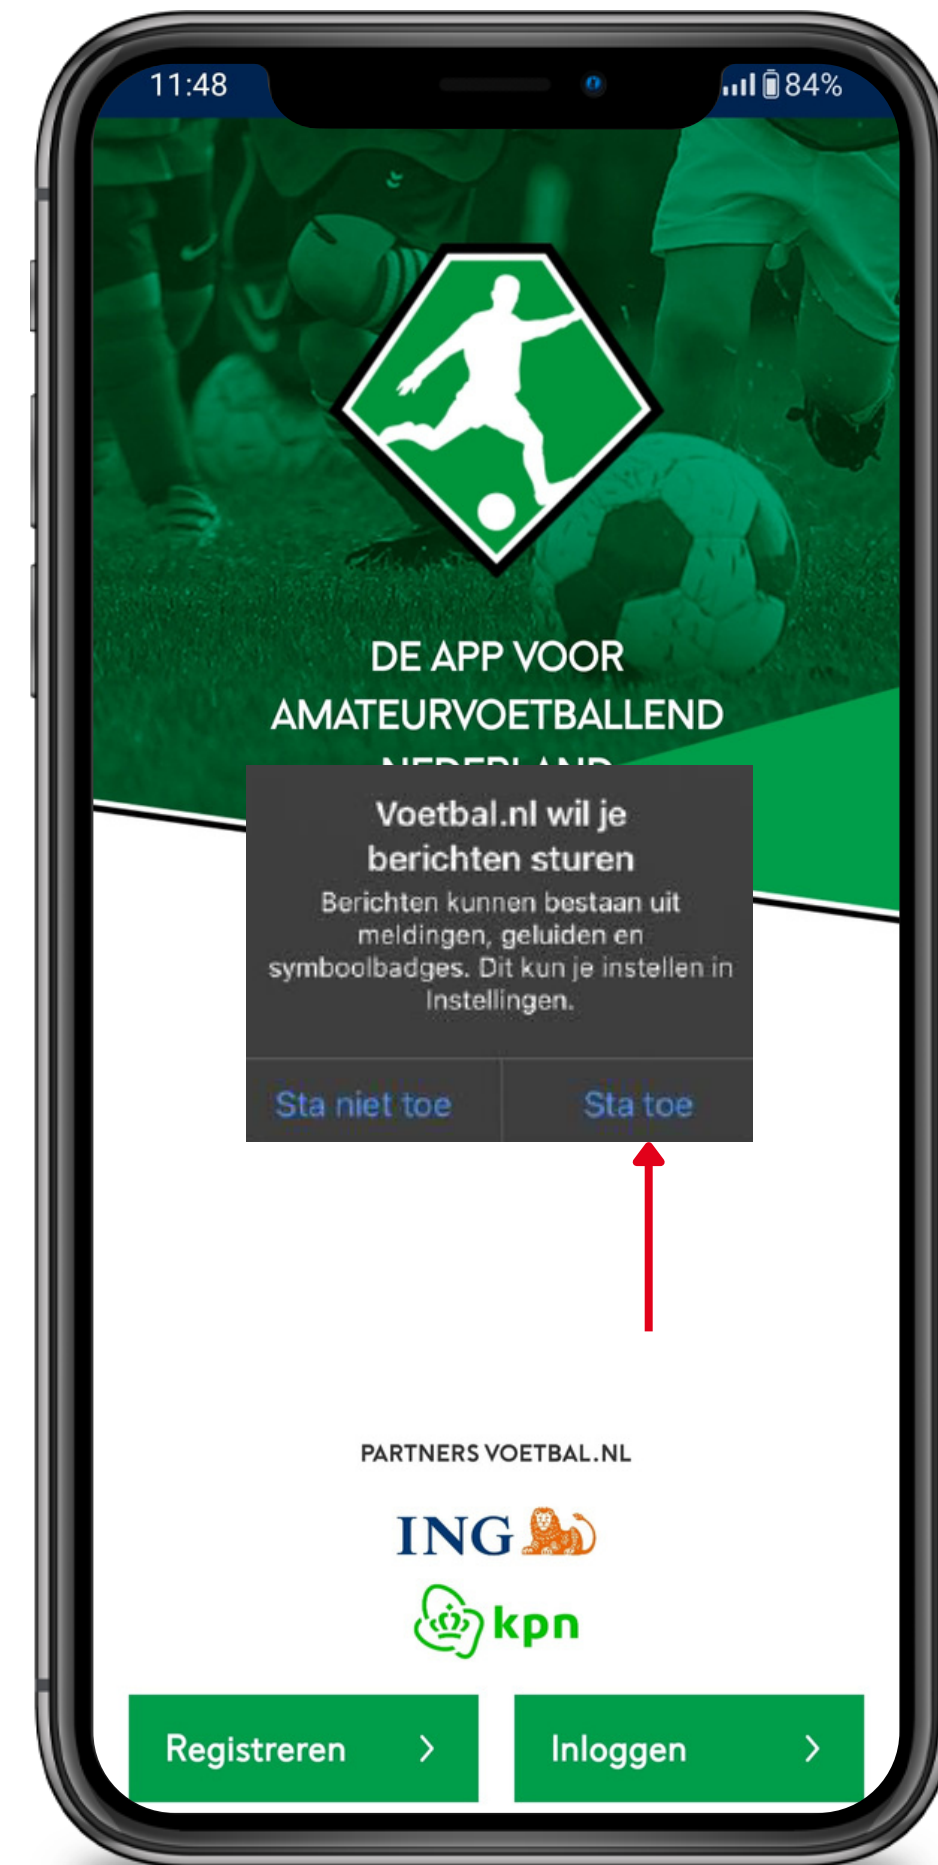 11:48
84%
DE APP VOOR
AMATEURVOETBALLEND
NEDERLAND
Voetbal.nl wil je
berichten sturen
Berichten kunnen bestaan uit
meldingen, geluiden en
symboolbadges. Dit kun je instellen in
Instellingen.
Sta niet toe
Sta toe
PARTNERS VOETBAL.NL
ING
kpn
Registreren
Inloggen